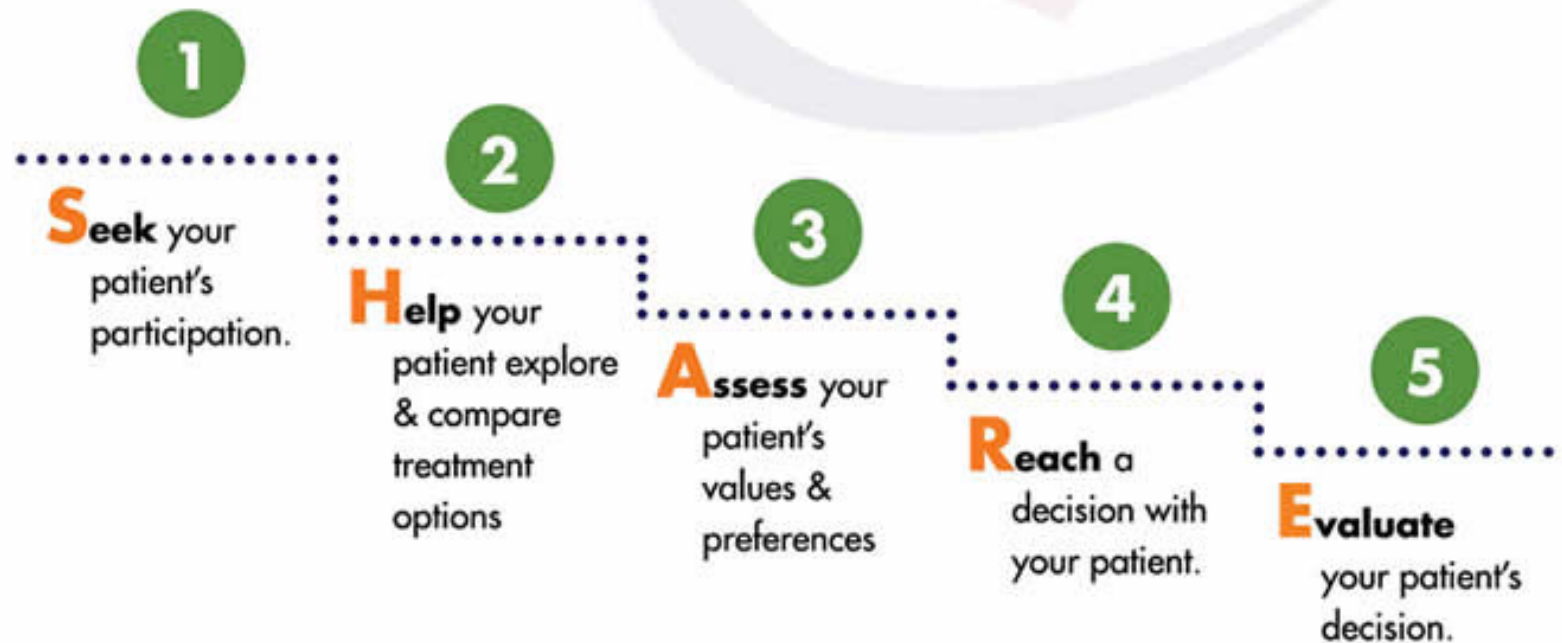 1
Seek your
patient's
participation.
2
Help your
patient explore
& compare
treatment
options
3
Assess your
patient's
values &
preferences
4
Reach a
decision with
your patient.
5
Evaluate
your patient's
decision.